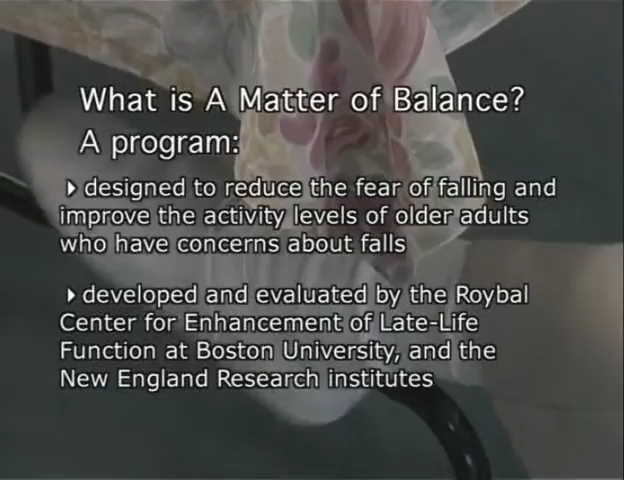 What is A Matter of Balance?
A program:
designed to reduce the fear of falling and
improve the activity levels of older adults
who have concerns about falls
developed and evaluated by the Roybal
Center for Enhancement of Late-Life
Function at Boston University, and the
New England Research institutes